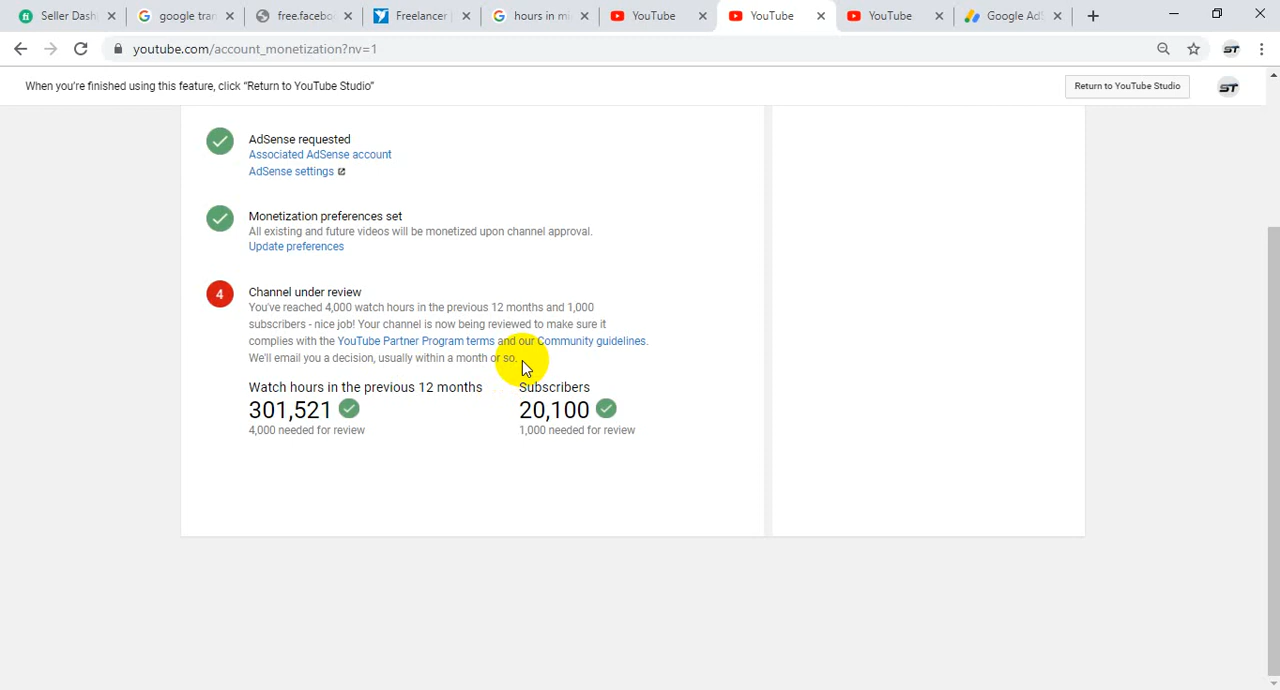 Seller Dash
google tran
free.facebo
Freelancer
hours in mi
YouTube
YouTube
YouTube
Google AdS
youtube.com/account_monetization?nv=1
ST
When you're finished using this feature, click "Return to YouTube Studio"
Return to YouTube Studio
ST
AdSense requested
Associated AdSense account
AdSense settings
Monetization preferences set
All existing and future videos will be monetized upon channel approval.
Update preferences
4
Channel under review
You've reached 4,000 watch hours in the previous 12 months and 1,000
subscribers - nice job! Your channel is now being reviewed to make sure it
complies with the YouTube Partner Program terms and our Community guidelines.
We'll email you a decision, usually within a month or so.
Watch hours in the previous 12 months
301,521
4,000 needed for review
Subscribers
20,100
1,000 needed for review